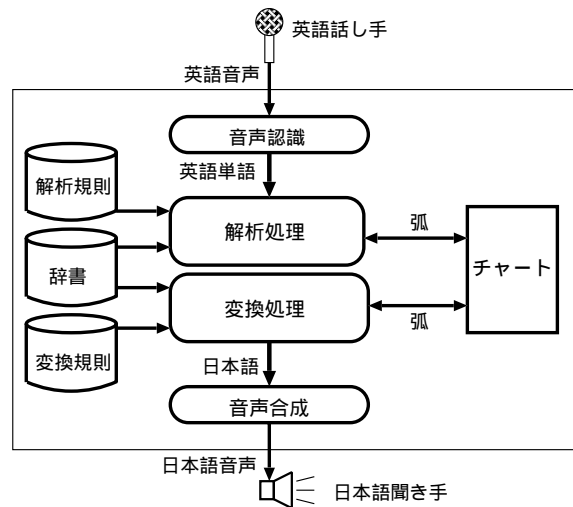 英語話し手
英語音声
音声認識
英語単語
解析規則
解析処理
弧
チャート
辞書
変換処理
弧
変換規則
日本語
音声合成
日本語音声
日本語聞き手